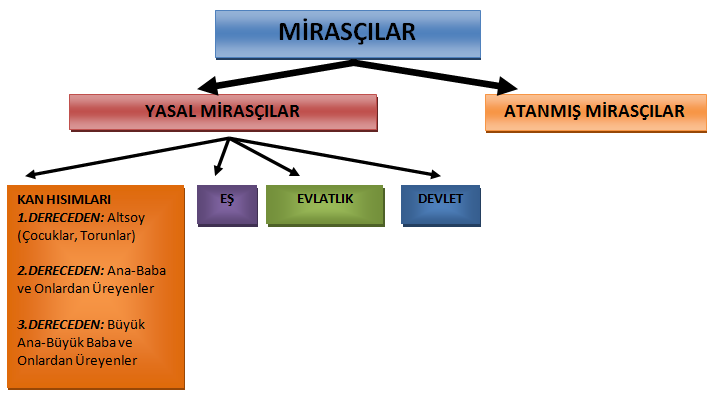 MİRASÇILAR
YASAL MİRASÇILAR
ATANMIŞ MİRASÇILAR
KAN HISIMLARI
1.DERECEDEN: Altsoy
(Çocuklar, Torunlar)
2.DERECEDEN: Ana-Baba
ve Onlardan Üreyenler
3.DERECEDEN: Büyük
Ana-Büyük Baba ve
Onlardan Üreyenler
EŞ
EVLATLIK
DEVLET